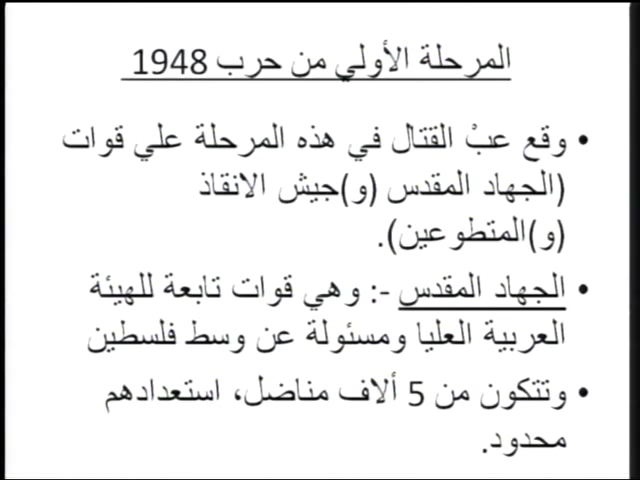 المرحلة الأولي من حرب 1948
• وقع عبْ القتال في هذه المرحلة علي قوات
(الجهاد المقدس (و)جيش الانقاذ
(و)المتطوعين).
• الجهاد المقدس :- وهي قوات تابعة للهيئة
العربية العليا ومسئولة عن وسط فلسطين
• وتتكون من 5 ألاف مناضل، استعدادهم
محدود.